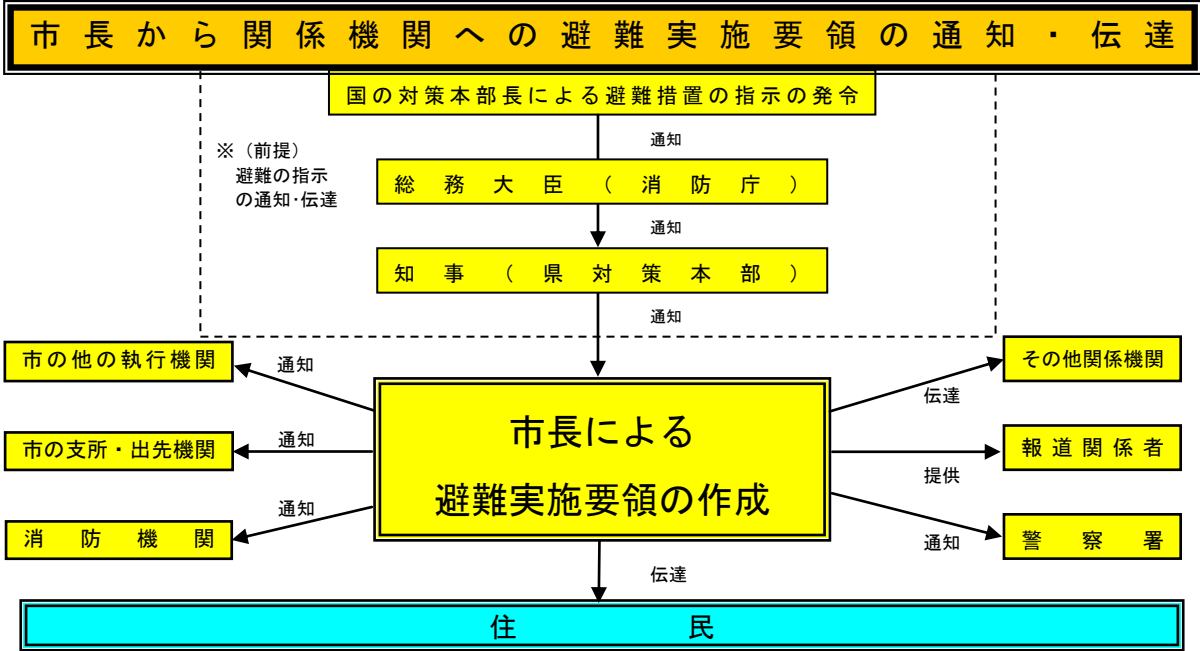 市長から関係機関への避難実施要領の通知・伝達
国の対策本部長による避難措置の指示の発令
通知
※（前提）
避難の指示
の通知・伝達
総務大臣（消防庁）
通知
知事（県対策本部）
通知
市の他の執行機関
通知
その他関係機関
伝達
市長による
避難実施要領の作成
市の支所・出先機関
通知
報道関係者
提供
消防機関
通知
警察署
通知
伝達
住民